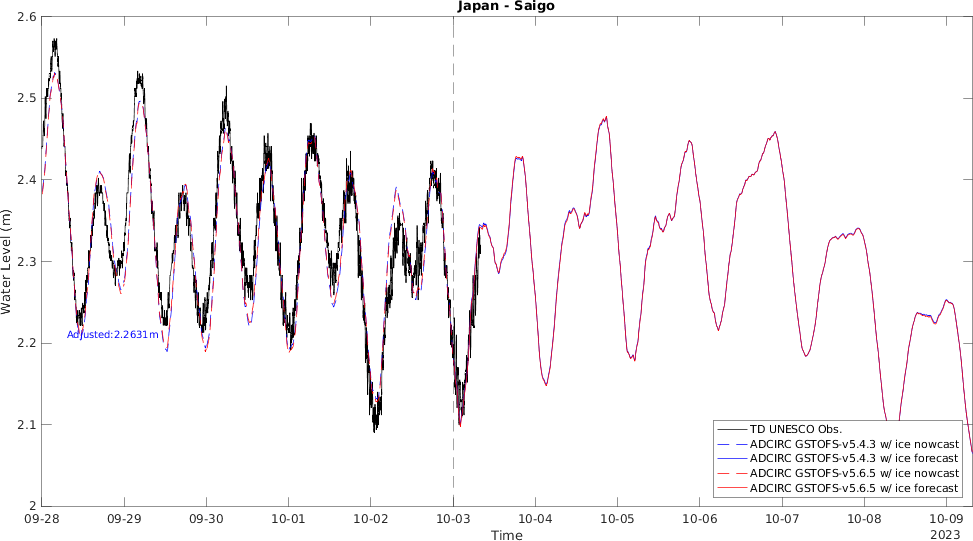 Japan - Saigo
2.6
2.5
2.4
2.3
2.2
2.1
2
Water Level (m)
Adjusted:2.2631m
TD UNESCO Obs.
ADCIRC GSTOFS-v5.4.3 w/ ice nowcast
ADCIRC GSTOFS-v5.4.3 w/ ice forecast
ADCIRC GSTOFS-v5.6.5 w/ ice nowcast
ADCIRC GSTOFS-v5.6.5 w/ ice forecast
09-28 09-29 09-30 10-01 10-02 10-03 10-04 10-05 10-06 10-07 10-08 10-09
2023
Time